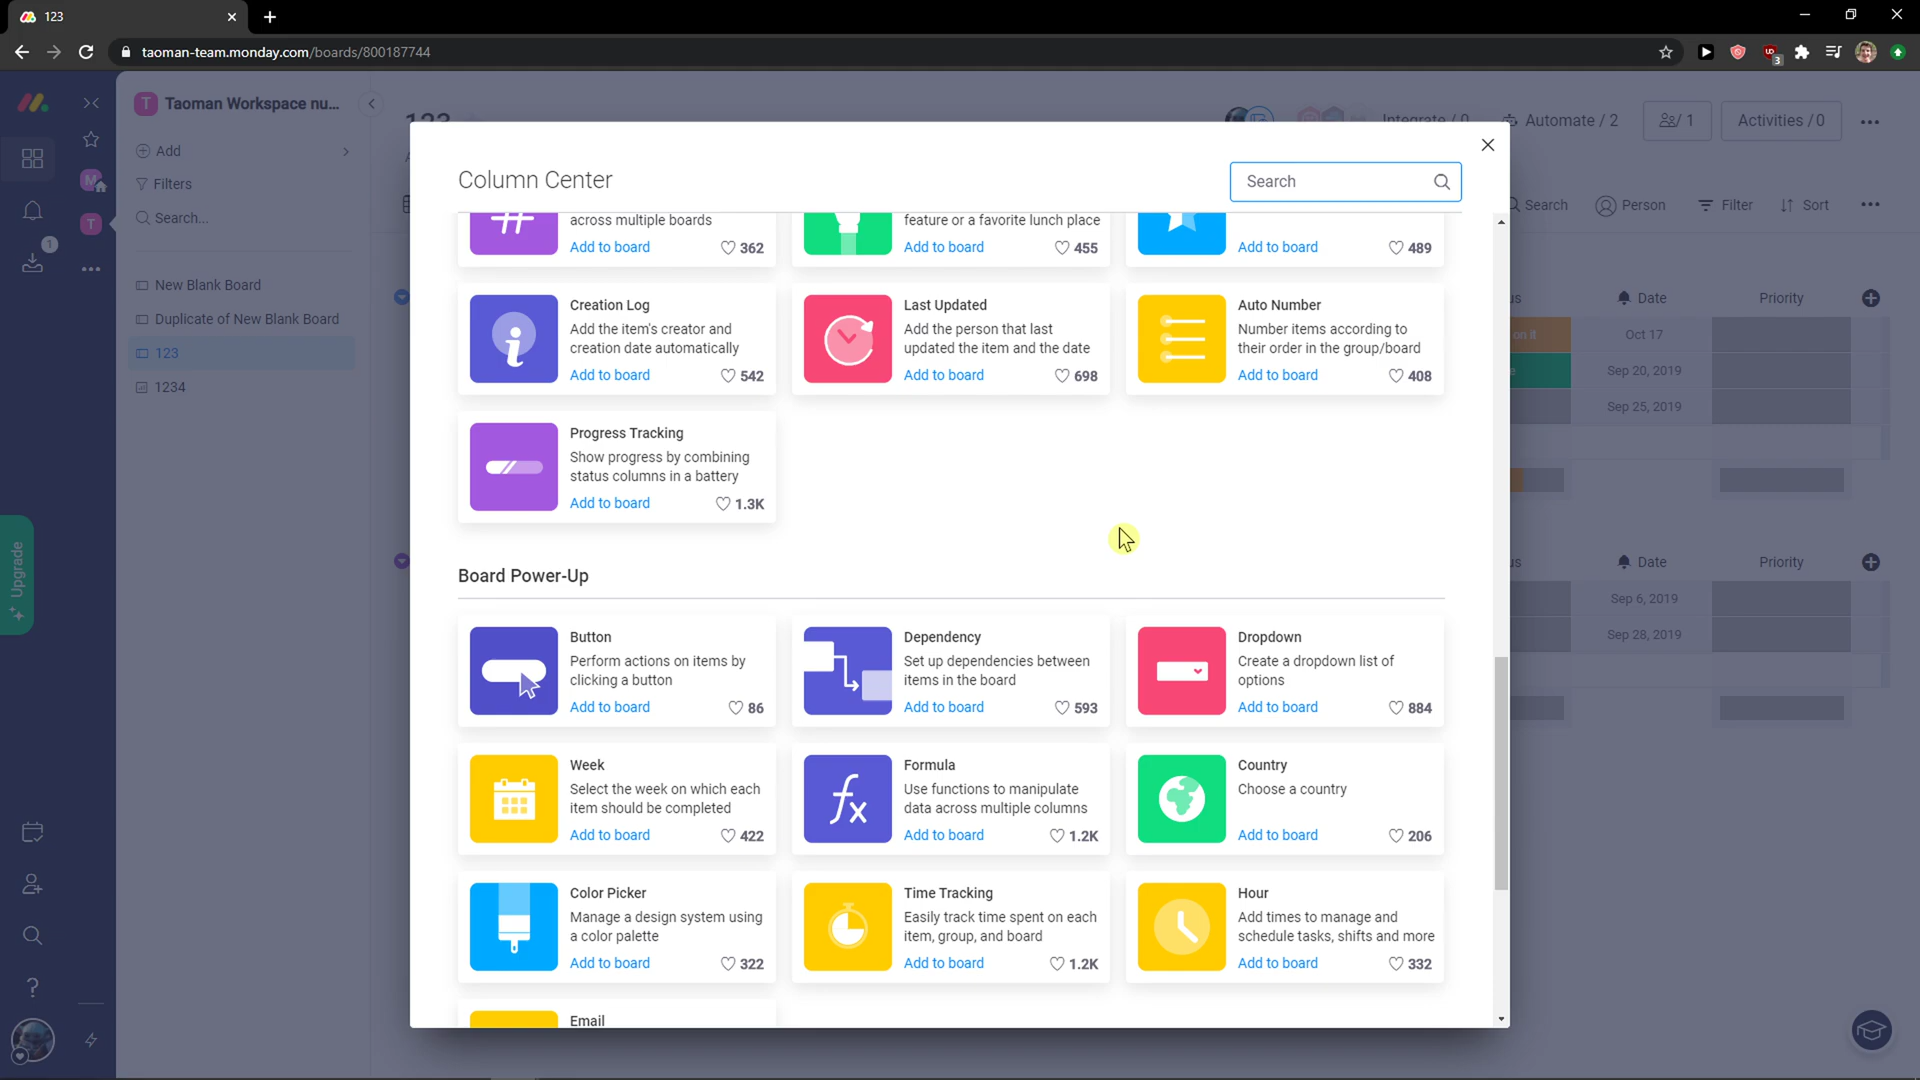 123
taoman-team.monday.com/boards/800187744
3
T Taoman Workspace nu...
Add
Filters
Search...
New Blank Board
Duplicate of New Blank Board
123
1234
M
T
1
Upgrade
123
Integrate / 0
Automate / 2
/ 1
Activities / 0
Search
Person
Filter
Sort
Column Center
Search
across multiple boards
Add to board
362
feature or a favorite lunch place
Add to board
455
Add to board
489
Creation Log
Add the item's creator and
creation date automatically
Add to board
542
Last Updated
Add the person that last
updated the item and the date
Add to board
698
Auto Number
Number items according to
their order in the group/board
Add to board
408
Progress Tracking
Show progress by combining
status columns in a battery
Add to board
1.3K
Board Power-Up
Button
Perform actions on items by
clicking a button
Add to board
86
Dependency
Set up dependencies between
items in the board
Add to board
593
Dropdown
Create a dropdown list of
options
Add to board
884
Week
Select the week on which each
item should be completed
Add to board
422
Formula
Use functions to manipulate
data across multiple columns
Add to board
1.2K
Country
Choose a country
Add to board
206
Color Picker
Manage a design system using
a color palette
Add to board
322
Time Tracking
Easily track time spent on each
item, group, and board
Add to board
1.2K
Hour
Add times to manage and
schedule tasks, shifts and more
Add to board
332
Email
us
Date
Priority
on it
Oct 17
e
Sep 20, 2019
Sep 25, 2019
us
Date
Priority
Sep 6, 2019
Sep 28, 2019